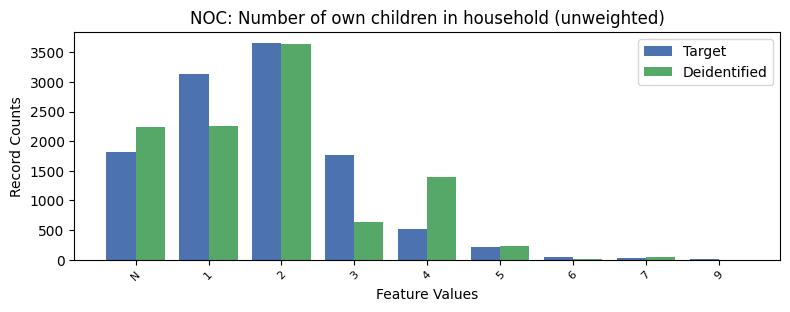 NOC: Number of own children in household (unweighted)
Target
Deidentified
Record Counts
3500
3000
2500
2000
1500
1000
500
0
N 1 2 3 4 5 6 7 9
Feature Values